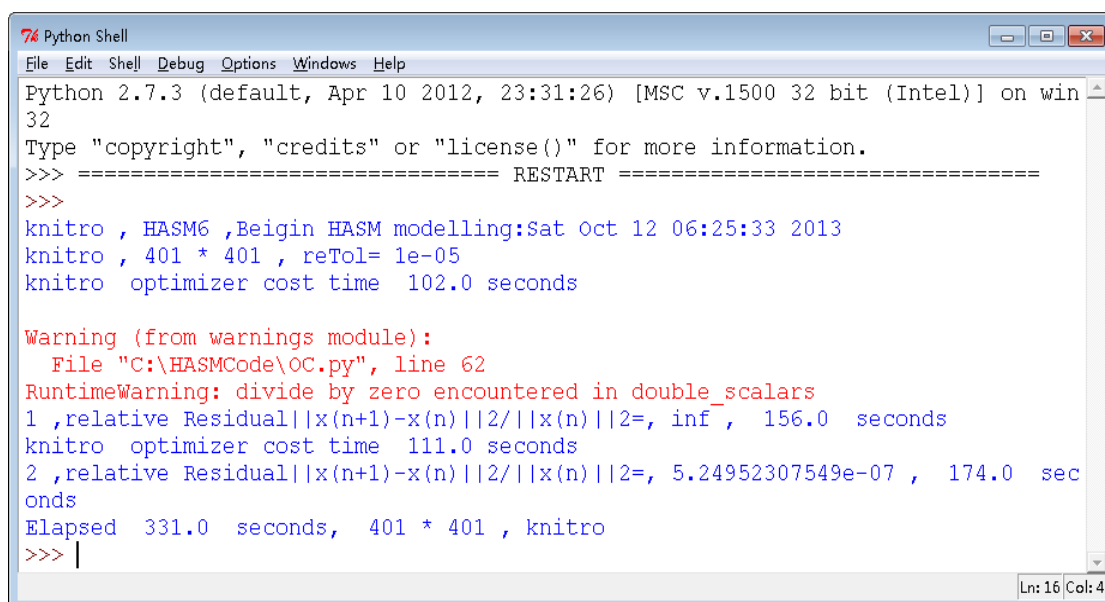 Python Shell
File Edit Shell Debug Options Windows Help
Python 2.7.3 (default, Apr 10 2012, 23:31:26) [MSC v.1500 32 bit (Intel)] on win
32
Type "copyright", "credits" or "license()" for more information.
>>> ================================ RESTART ================================
>>>
knitro , HASM6 ,Beigin HASM modelling:Sat Oct 12 06:25:33 2013
knitro , 401 * 401 , reTol= 1e-05
knitro  optimizer cost time  102.0 seconds
Warning (from warnings module):
  File "C:\HASMCode\OC.py", line 62
RuntimeWarning: divide by zero encountered in double_scalars
1 ,relative Residual||x(n+1)-x(n)||2/||x(n)||2=, inf ,  156.0  seconds
knitro  optimizer cost time  111.0 seconds
2 ,relative Residual||x(n+1)-x(n)||2/||x(n)||2=, 5.24952307549e-07 ,  174.0  sec
onds
Elapsed  331.0  seconds,  401 * 401 , knitro
>>>
Ln: 16 Col: 4